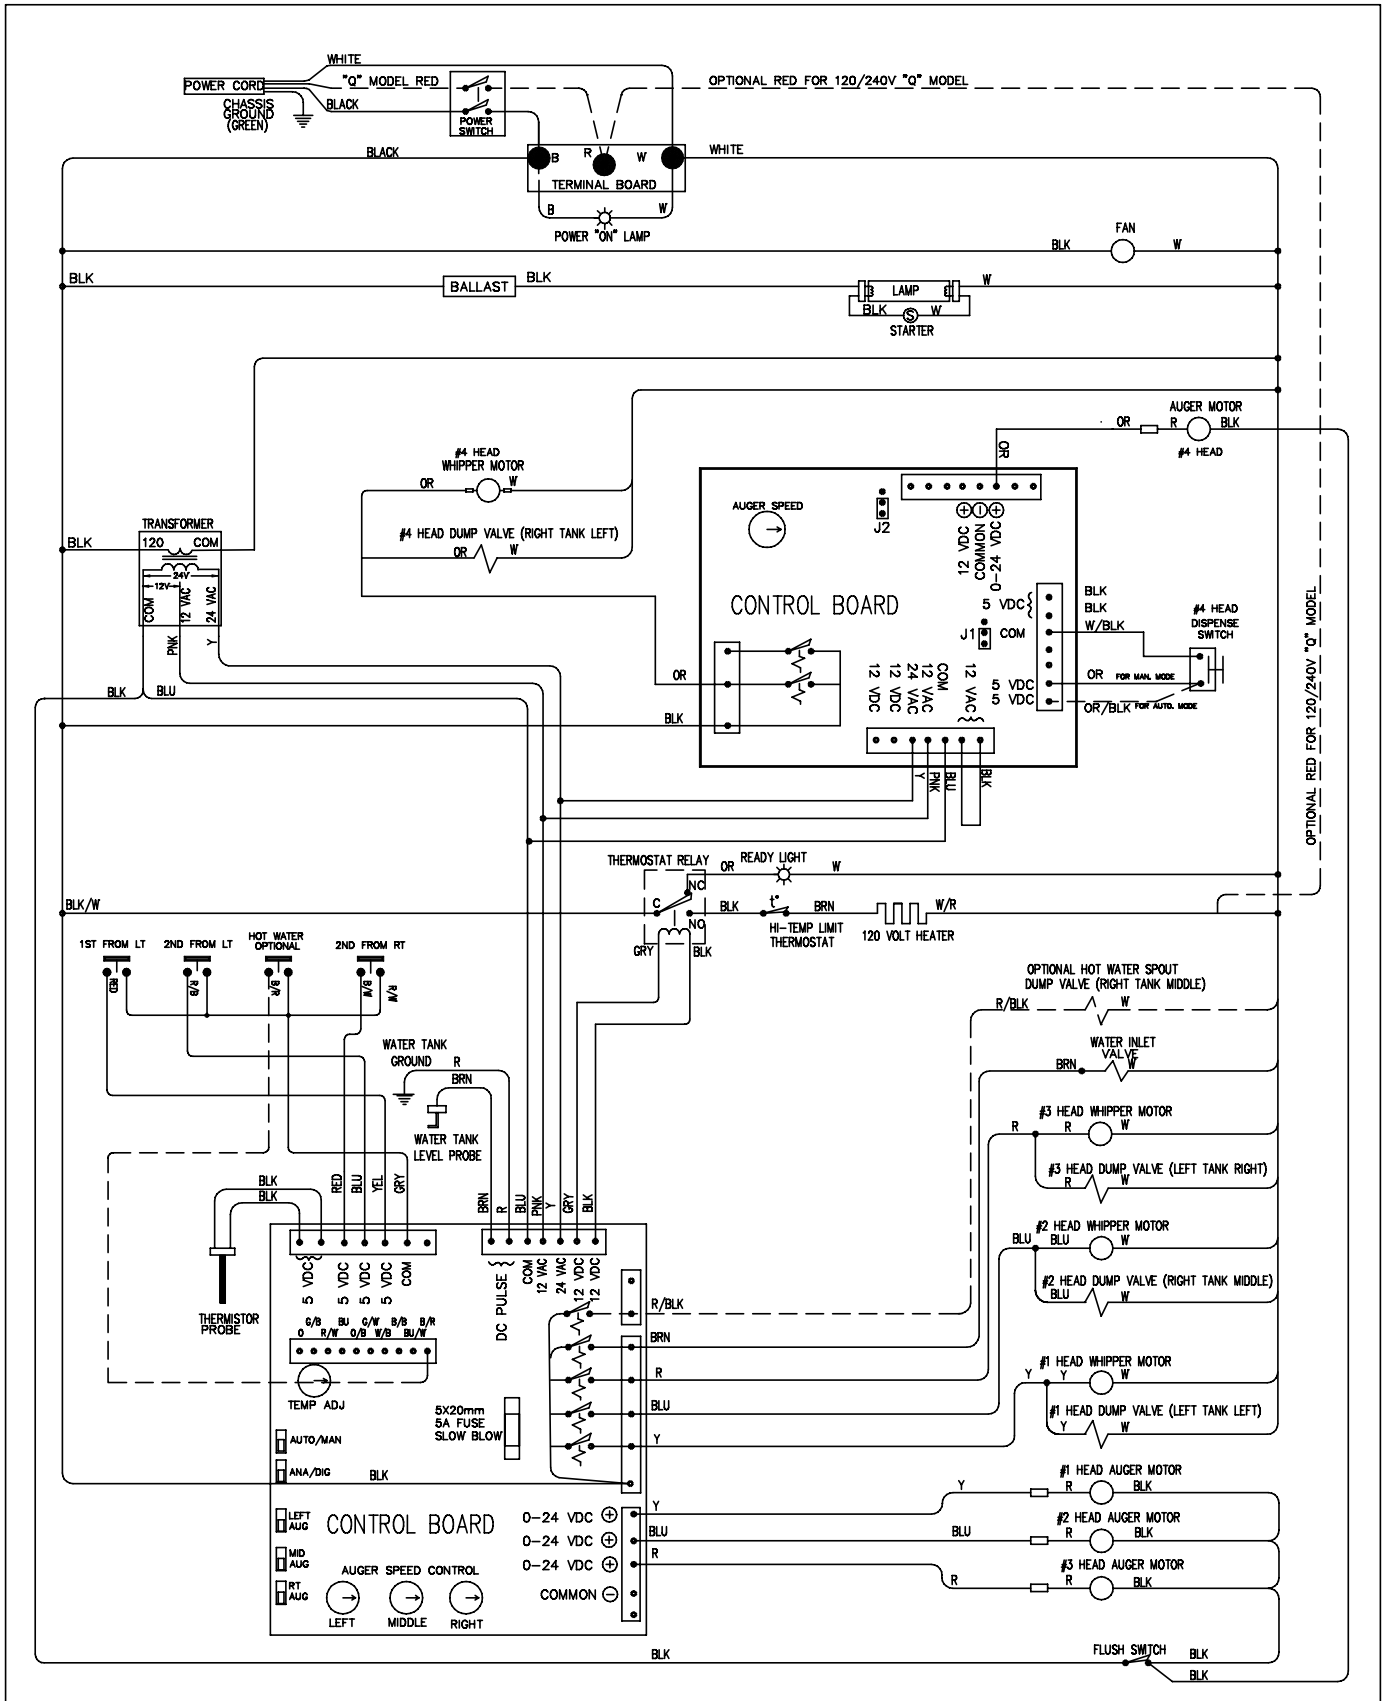 WHITE
POWER CORD
"Q" MODEL RED
OPTIONAL RED FOR 120/240V "Q" MODEL
CHASSIS
GROUND
(GREEN)
BLACK
POWER
SWITCH
BLACK
B
R
W
WHITE
TERMINAL BOARD
B
W
POWER "ON" LAMP
FAN
BLK
W
BLK
BALLAST
BLK
LAMP
W
BLK
S
W
STARTER
AUGER MOTOR
OR
R
BLK
#4 HEAD
OR
#4 HEAD
WHIPPER MOTOR
OR
W
AUGER SPEED
J2
#4 HEAD DUMP VALVE (RIGHT TANK LEFT)
OR
W
12 VDC
COMMON
0-24 VDC
TRANSFORMER
BLK
120
COM
24V
12V
COM
12 VAC
24 VAC
PNK
Y
BLK
BLU
CONTROL BOARD
5 VDC
J1
COM
BLK
BLK
W/BLK
#4 HEAD
DISPENSE
SWITCH
OR
12 VDC
12 VDC
24 VAC
12 VAC
COM
12 VAC
5 VDC
5 VDC
OR
FOR MAN. MODE
OR/BLK
FOR AUTO. MODE
BLK
Y
PNK
BLU
BLK
OPTIONAL RED FOR 120/240V "Q" MODEL
THERMOSTAT RELAY
OR
READY LIGHT
W
NC
BLK/W
C
NO
BLK
t°
BRN
W/R
HI-TEMP LIMIT
THERMOSTAT
120 VOLT HEATER
GRY
BLK
1ST FROM LT
2ND FROM LT
HOT WATER
OPTIONAL
2ND FROM RT
RED
R/B
B/R
B/W
R/W
OPTIONAL HOT WATER SPOUT
DUMP VALVE (RIGHT TANK MIDDLE)
R/BLK
W
WATER TANK
GROUND
R
BRN
WATER INLET
VALVE
BRN
W
WATER TANK
LEVEL PROBE
#3 HEAD WHIPPER MOTOR
R
R
W
#3 HEAD DUMP VALVE (LEFT TANK RIGHT)
R
W
BLK
BLK
RED
BLU
YEL
GRY
BRN
R
BLU
PNK
Y
GRY
BLK
#2 HEAD WHIPPER MOTOR
BLU
BLU
W
#2 HEAD DUMP VALVE (RIGHT TANK MIDDLE)
BLU
W
THERMISTOR
PROBE
5 VDC
5 VDC
5 VDC
5 VDC
COM
DC PULSE
COM
12 VAC
24 VAC
12 VDC
12 VDC
R/BLK
G/B
BU
G/W
B/B
B/R
O
R/W
O/B
W/B
BU/W
BRN
#1 HEAD WHIPPER MOTOR
R
Y
Y
W
TEMP ADJ
5X20mm
5A FUSE
SLOW BLOW
BLU
#1 HEAD DUMP VALVE (LEFT TANK LEFT)
Y
W
Y
AUTO/MAN
ANA/DIG
BLK
#1 HEAD AUGER MOTOR
Y
R
BLK
LEFT
AUG
CONTROL BOARD
0-24 VDC
Y
#2 HEAD AUGER MOTOR
0-24 VDC
BLU
BLU
R
BLK
MID
AUG
0-24 VDC
R
#3 HEAD AUGER MOTOR
R
R
BLK
RT
AUG
AUGER SPEED CONTROL
COMMON
LEFT
MIDDLE
RIGHT
BLK
FLUSH SWITCH
BLK
BLK